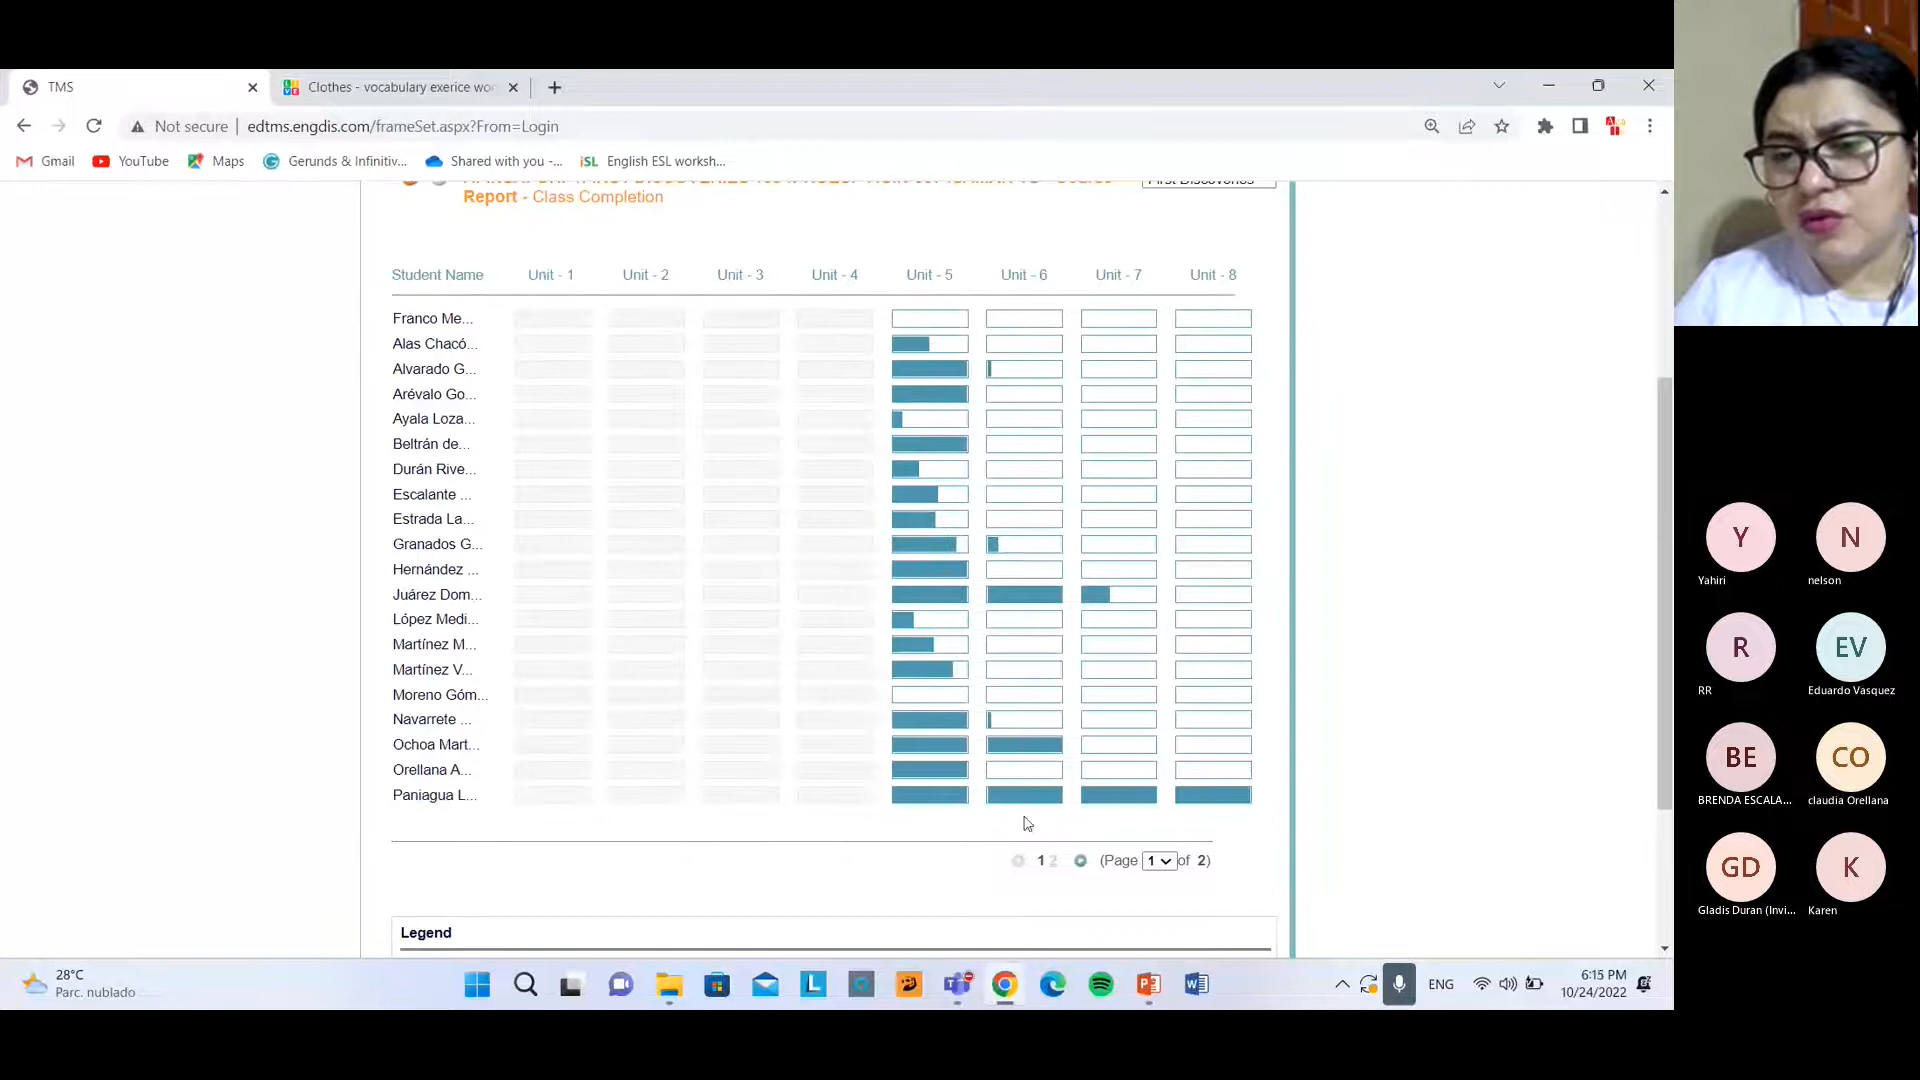 TMS
Clothes - vocabulary exerice wor
Not secure
edtms.engdis.com/frameSet.aspx?From=Login
Gmail
YouTube
Maps
Gerunds & Infinitiv...
Shared with you -...
iSL
English ESL worksh...
First Discoveries
Report - Class Completion
Student Name Unit - 1 Unit - 2 Unit - 3 Unit - 4 Unit - 5 Unit - 6 Unit - 7 Unit - 8
Franco Me...
Alas Chacó...
Alvarado G...
Arévalo Go...
Ayala Loza...
Beltrán de...
Durán Rive...
Escalante ...
Estrada La...
Granados G...
Hernández ...
Juárez Dom...
López Medi...
Martínez M...
Martínez V...
Moreno Góm...
Navarrete ...
Ochoa Mart...
Orellana A...
Paniagua L...
1 2 (Page 1 of 2)
Legend
28°C
Parc. nublado
ENG
6:15 PM
10/24/2022
Y
Yahiri
N
nelson
R
RR
EV
Eduardo Vasquez
BE
BRENDA ESCALA...
CO
claudia Orellana
GD
Gladis Duran (Invi...
K
Karen